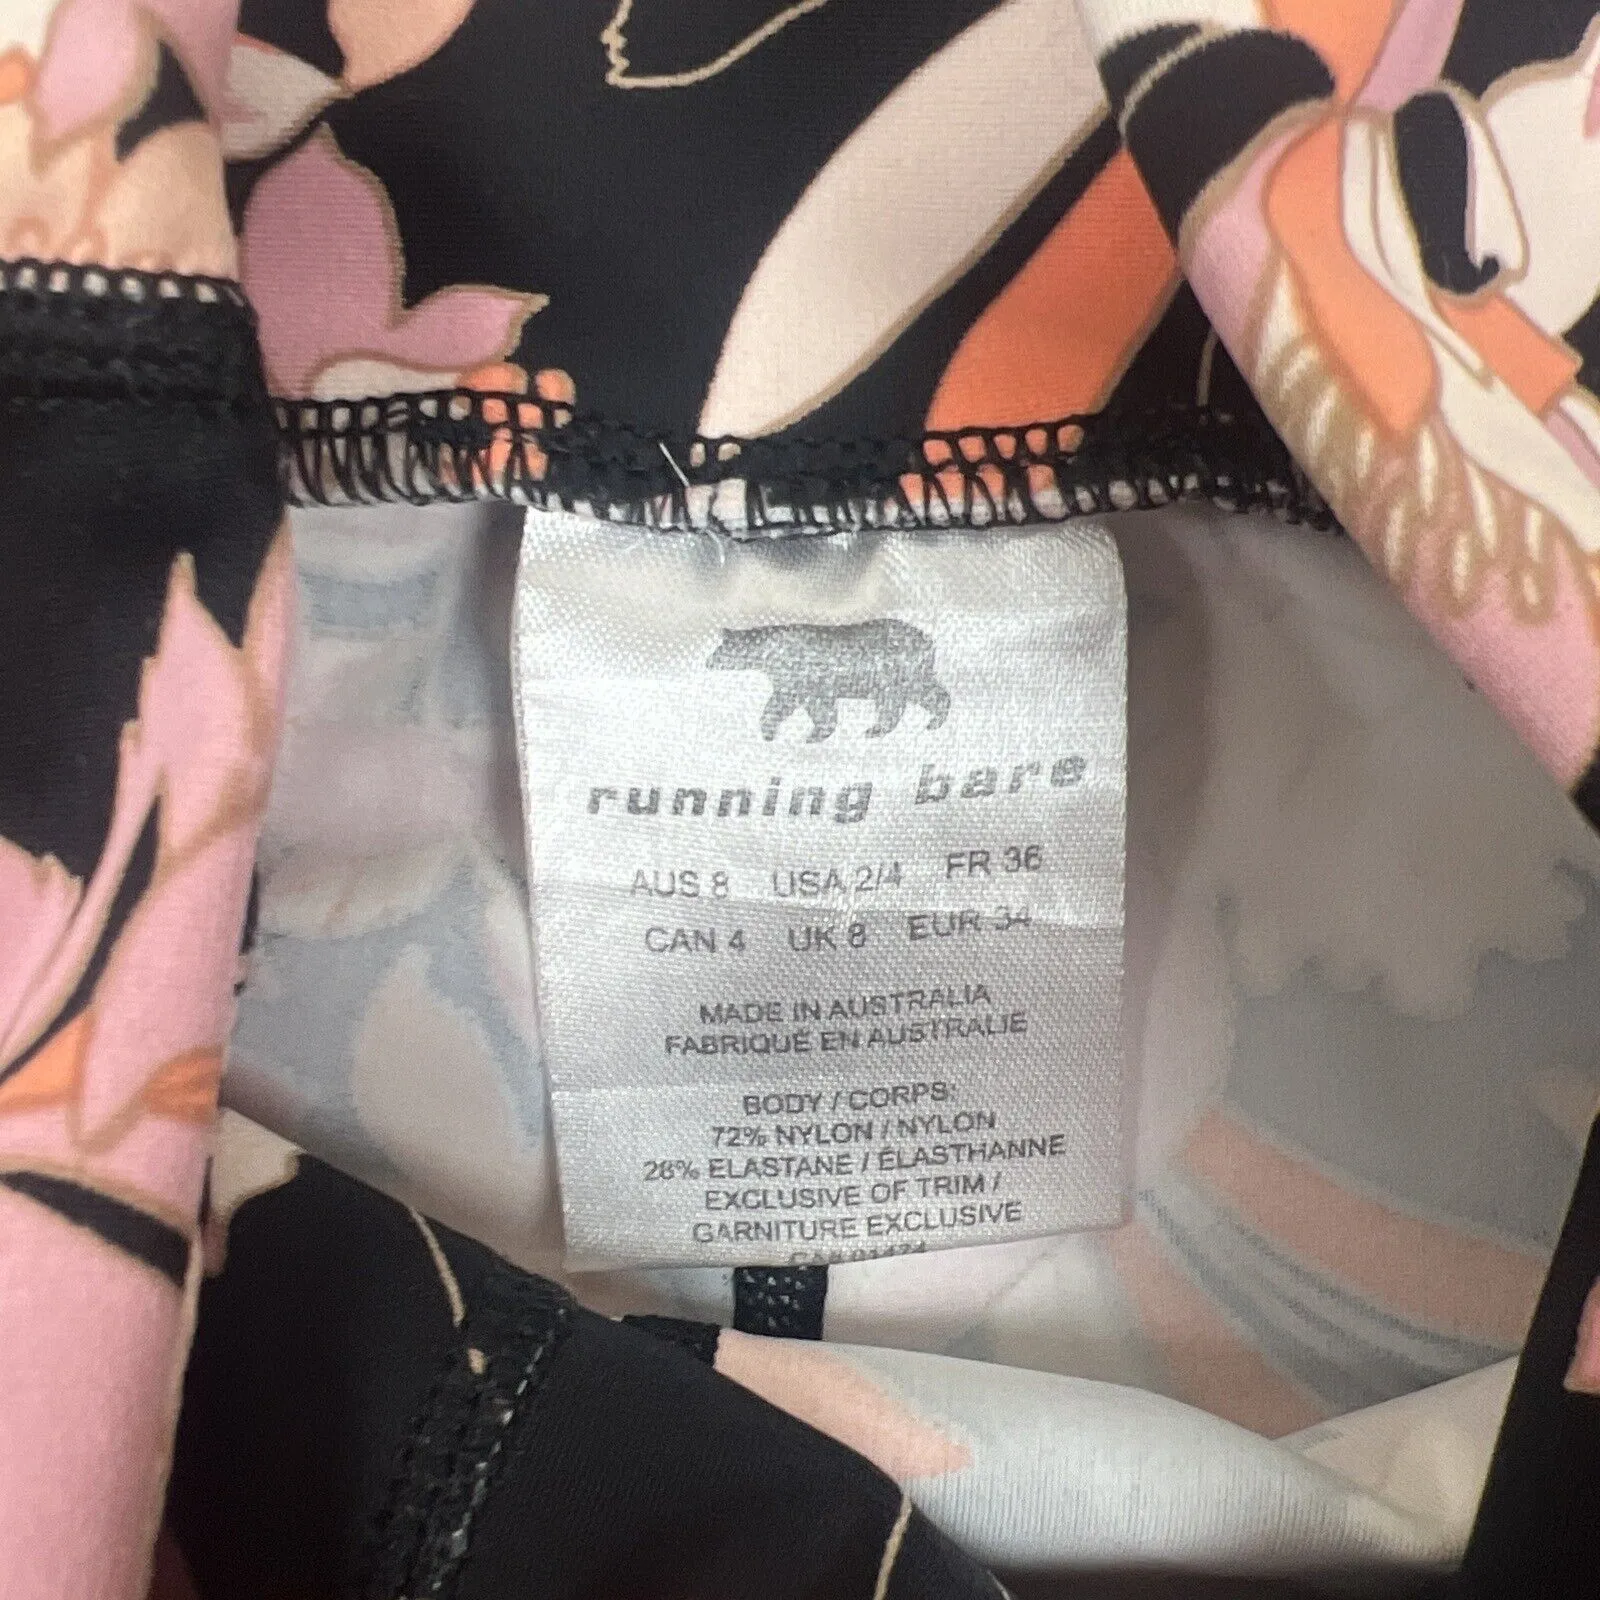 running bare
AUS 8 USA 2/4 FR 36
CAN 4 UK 8 EUR 34
MADE IN AUSTRALIA
FABRIQUÉ EN AUSTRALIE
BODY / CORPS:
72% NYLON / NYLON
28% ELASTANE / ÉLASTHANNE
EXCLUSIVE OF TRIM /
GARNITURE EXCLUSIVE